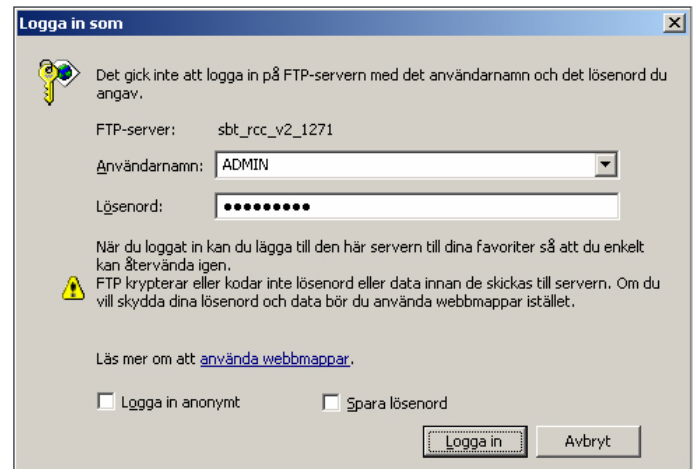 Logga in som
Det gick inte att logga in på FTP-servern med det användarnamn och det lösenord du
angav.
FTP-server: sbt_rcc_v2_1271
Användarnamn: ADMIN
Lösenord: ●●●●●●●●●
När du loggat in kan du lägga till den här servern till dina favoriter så att du enkelt
kan återvända igen.
FTP krypterar eller kodar inte lösenord eller data innan de skickas till servern. Om du
vill skydda dina lösenord och data bör du använda webbmappar istället.
Läs mer om att använda webbmappar.
Logga in anonymt Spara lösenord
Logga in Avbryt